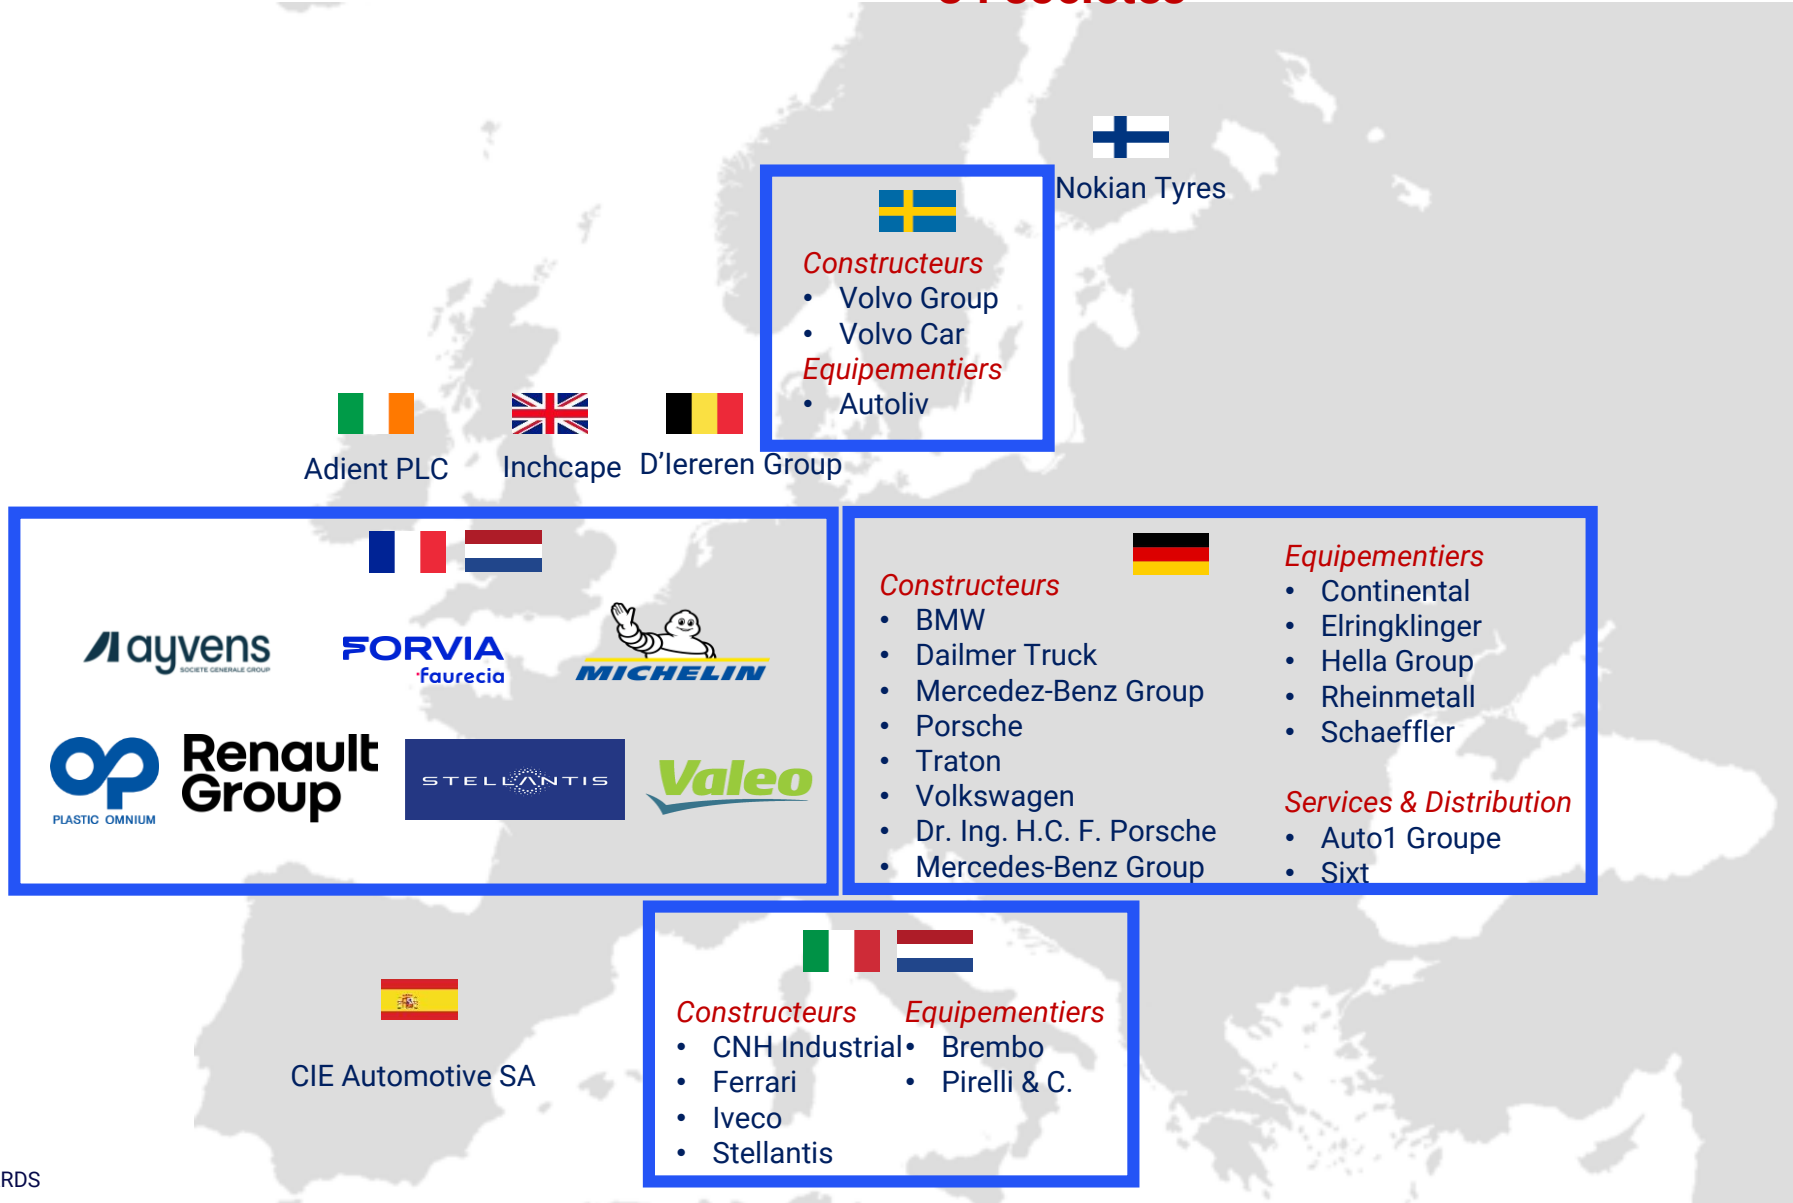 Nokian Tyres
Constructeurs
• Volvo Group
• Volvo Car
Equipementiers
• Autoliv
Adient PLC
Inchcape
D'Iereren Group
ayvens
SOCIETE GENERALE GROUP
FORVIA
faurecia
MICHELIN
PLASTIC OMNIUM
Renault
Group
STELLANTIS
Valeo
Constructeurs
• BMW
• Dailmer Truck
• Mercedez-Benz Group
• Porsche
• Traton
• Volkswagen
• Dr. Ing. H.C. F. Porsche
• Mercedes-Benz Group
Equipementiers
• Continental
• Elringklinger
• Hella Group
• Rheinmetall
• Schaeffler
Services & Distribution
• Auto1 Groupe
• Sixt
CIE Automotive SA
Constructeurs
• CNH Industrial
• Ferrari
• Iveco
• Stellantis
Equipementiers
• Brembo
• Pirelli & C.
RDS